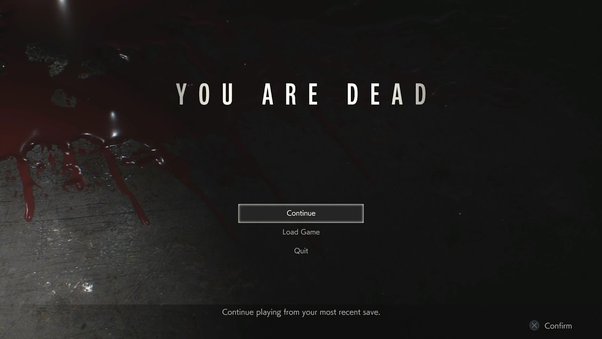 YOU ARE DEAD
Continue
Load Game
Quit
Continue playing from your most recent save.
Confirm